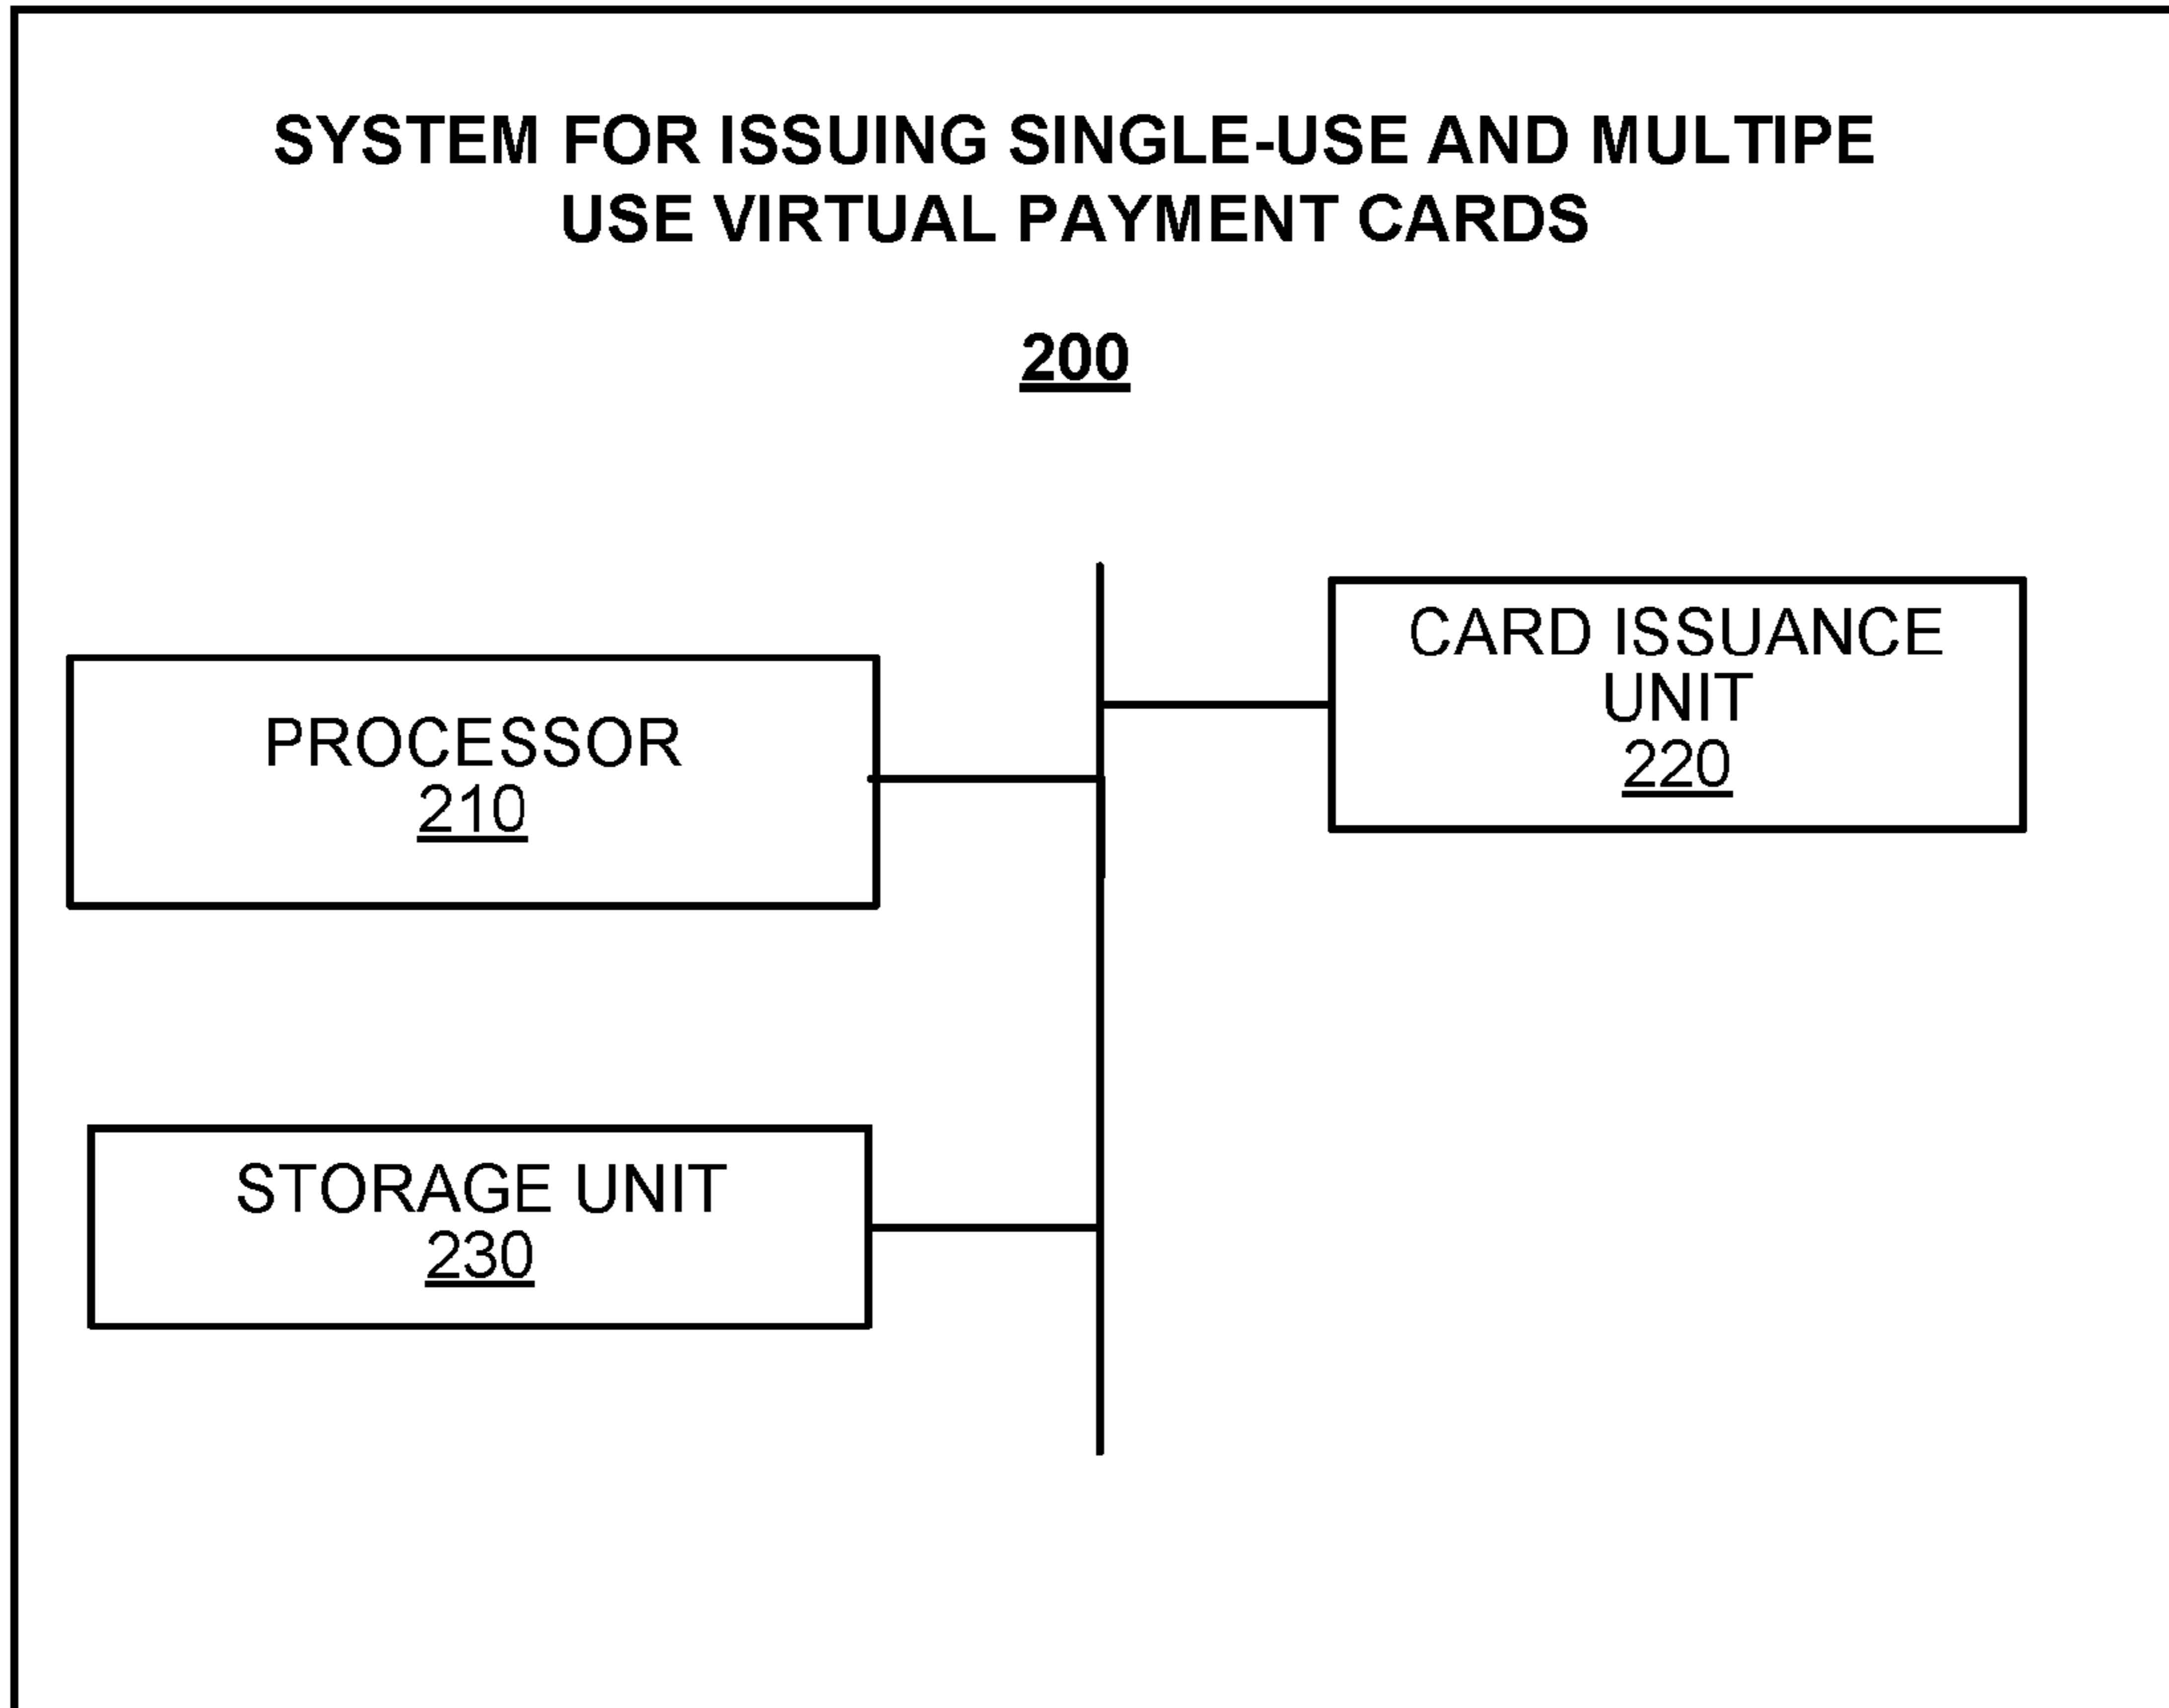 SYSTEM FOR ISSUING SINGLE-USE AND MULTIPE
USE VIRTUAL PAYMENT CARDS
200
CARD ISSUANCE
UNIT
220
PROCESSOR
210
STORAGE UNIT
230